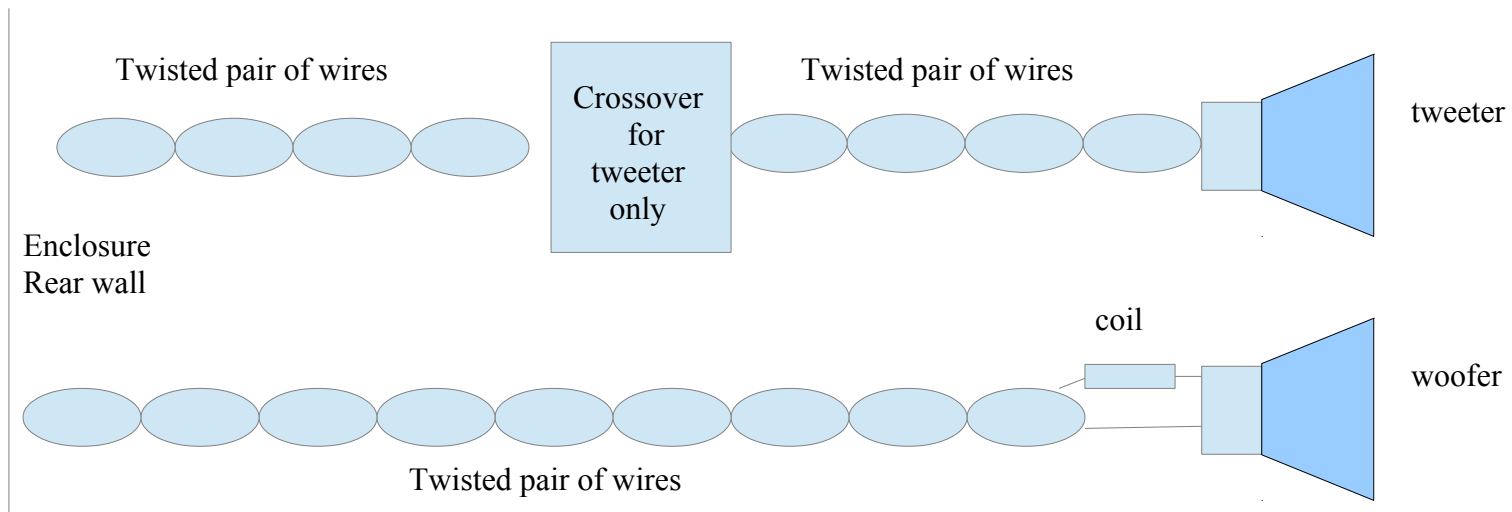 Twisted pair of wires
Crossover
for
tweeter
only
Twisted pair of wires
tweeter
Enclosure
Rear wall
coil
woofer
Twisted pair of wires